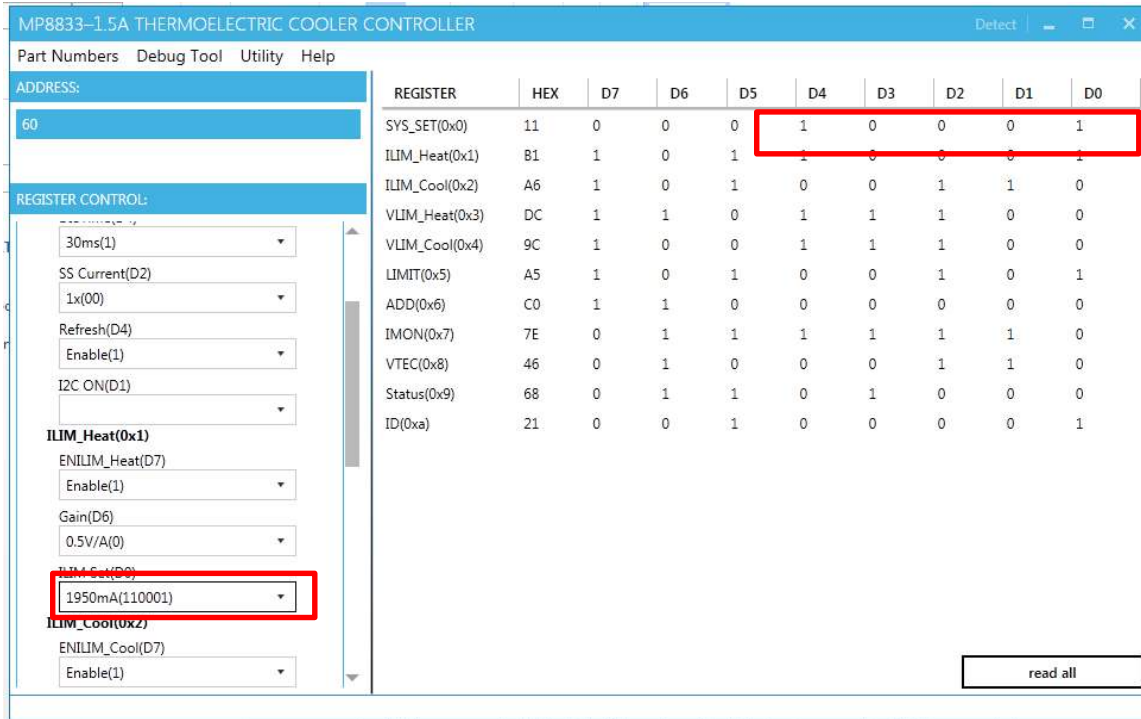 MP8833–1.5A THERMOELECTRIC COOLER CONTROLLER
Detect
Part Numbers Debug Tool Utility Help
ADDRESS:
60
REGISTER CONTROL:
30ms(1)
SS Current(D2)
1x(00)
Refresh(D4)
Enable(1)
I2C ON(D1)
ILIM_Heat(0x1)
ENILIM_Heat(D7)
Enable(1)
Gain(D6)
0.5V/A(0)
ILIM Set(D0)
1950mA(110001)
ILIM_Cool(0x2)
ENILIM_Cool(D7)
Enable(1)
REGISTER HEX D7 D6 D5 D4 D3 D2 D1 D0
SYS_SET(0x0) 11 0 0 0 1 0 0 0 1
ILIM_Heat(0x1) B1 1 0 1 1 0 0 0 1
ILIM_Cool(0x2) A6 1 0 1 0 0 1 1 0
VLIM_Heat(0x3) DC 1 1 0 1 1 1 0 0
VLIM_Cool(0x4) 9C 1 0 0 1 1 1 0 0
LIMIT(0x5) A5 1 0 1 0 0 1 0 1
ADD(0x6) C0 1 1 0 0 0 0 0 0
IMON(0x7) 7E 0 1 1 1 1 1 1 0
VTEC(0x8) 46 0 1 0 0 0 1 1 0
Status(0x9) 68 0 1 1 0 1 0 0 0
ID(0xa) 21 0 0 1 0 0 0 0 1
read all